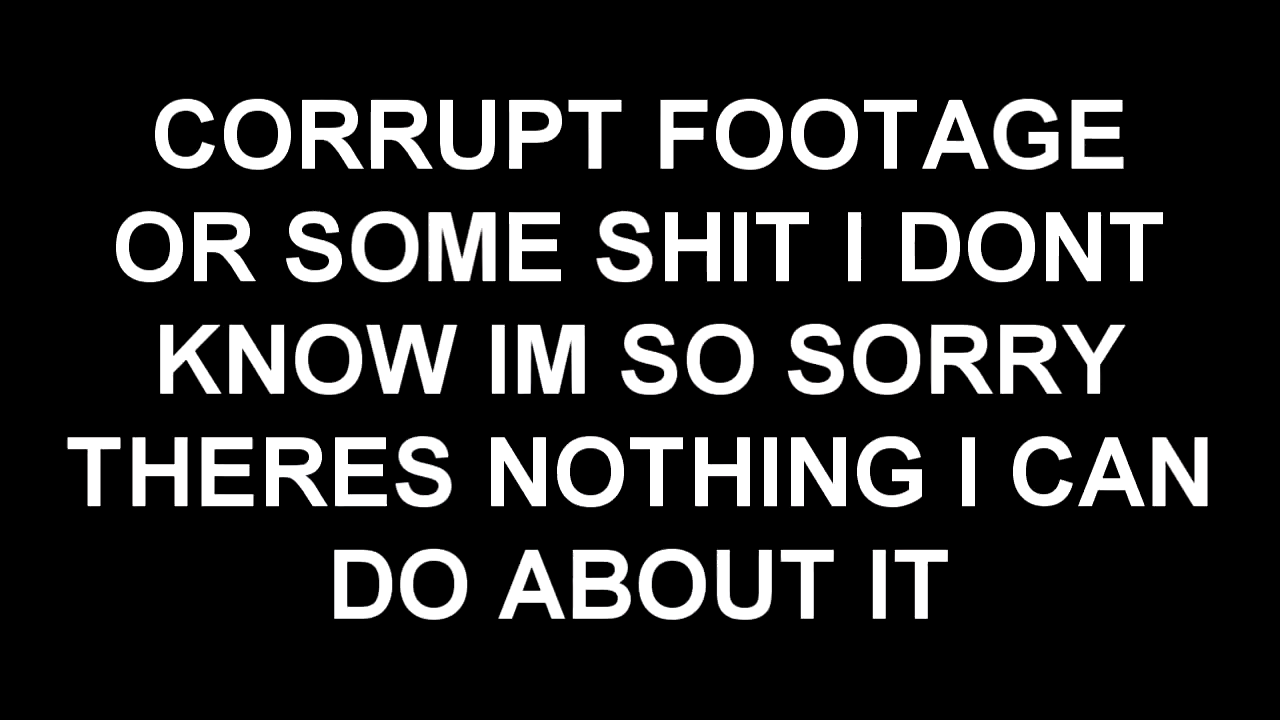 CORRUPT FOOTAGE
OR SOME SHIT I DONT
KNOW IM SO SORRY
THERES NOTHING I CAN
DO ABOUT IT